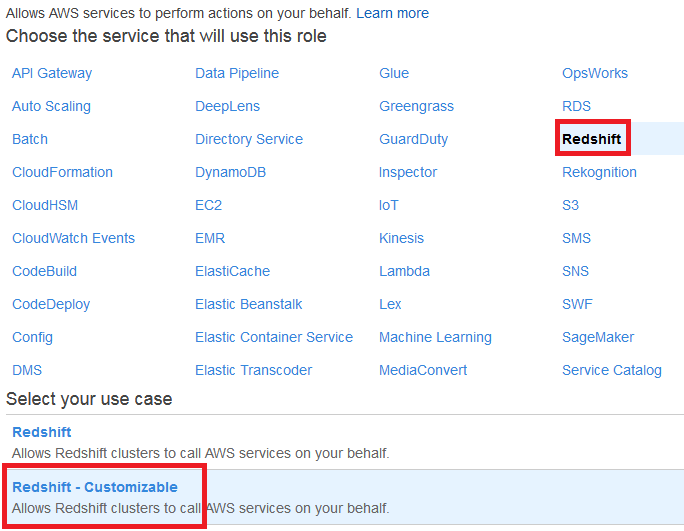 Allows AWS services to perform actions on your behalf. Learn more
Choose the service that will use this role
API Gateway Data Pipeline Glue OpsWorks
Auto Scaling DeepLens Greengrass RDS
Batch Directory Service GuardDuty Redshift
CloudFormation DynamoDB Inspector Rekognition
CloudHSM EC2 IoT S3
CloudWatch Events EMR Kinesis SMS
CodeBuild ElastiCache Lambda SNS
CodeDeploy Elastic Beanstalk Lex SWF
Config Elastic Container Service Machine Learning SageMaker
DMS Elastic Transcoder MediaConvert Service Catalog
Select your use case
Redshift
Allows Redshift clusters to call AWS services on your behalf.
Redshift - Customizable
Allows Redshift clusters to call AWS services on your behalf.